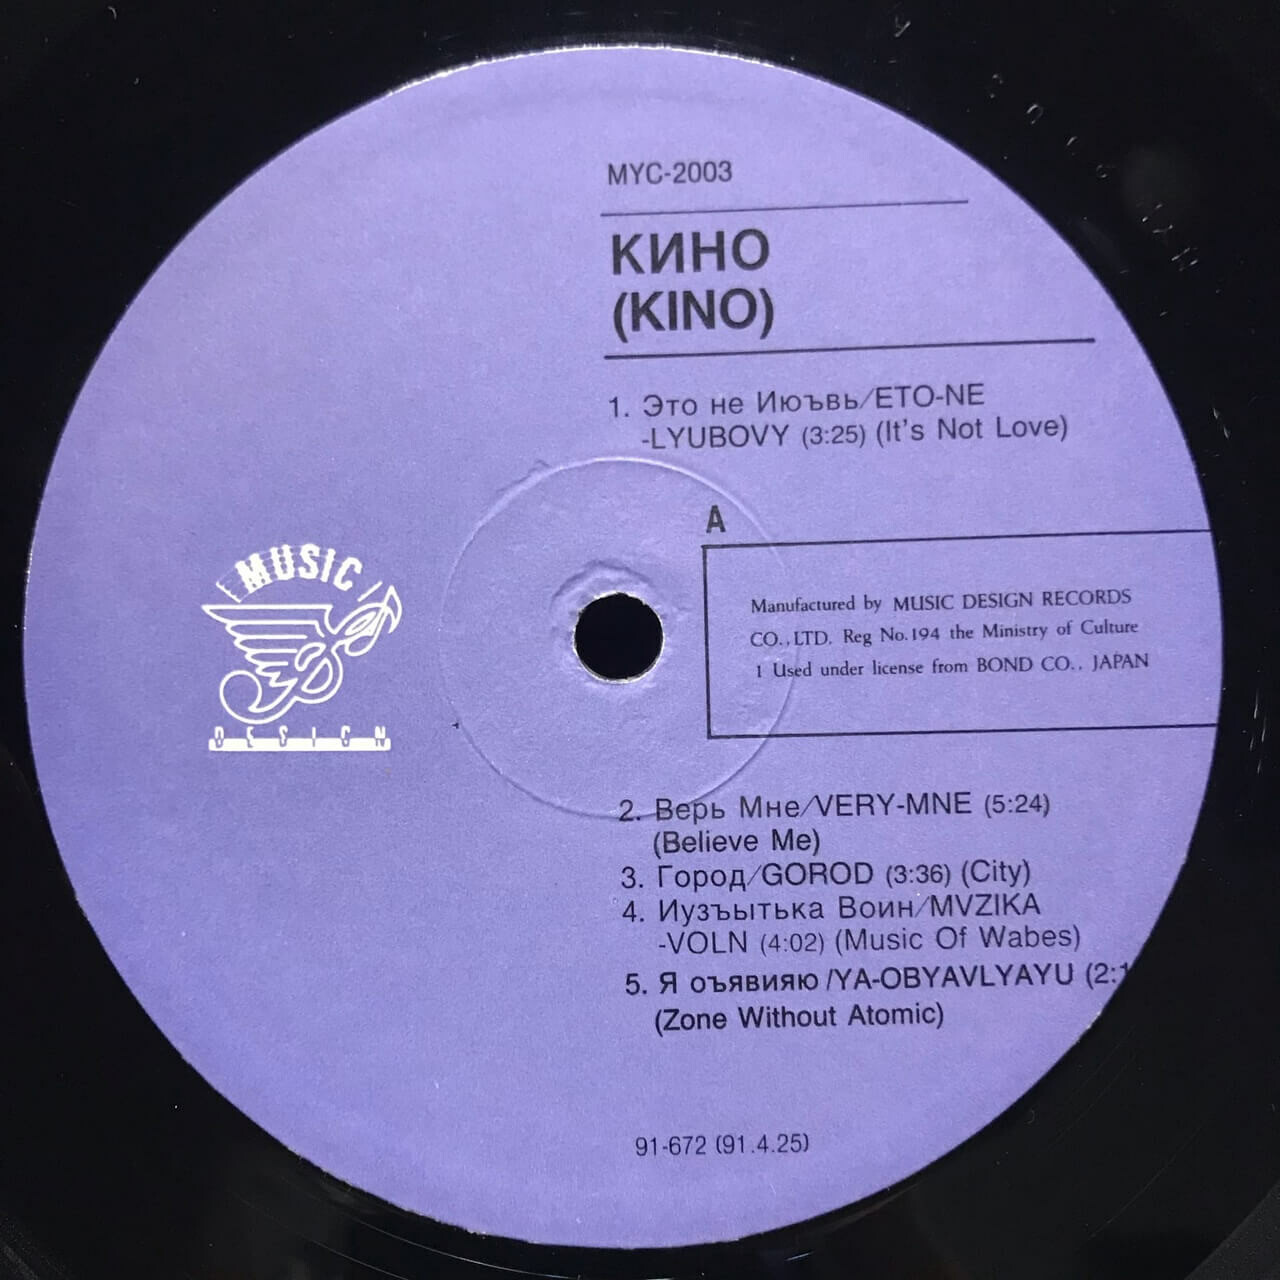 MYC-2003
КИНО
(KINO)
1. Это не Июъвь/ETO-NE
-LYUBOVY (3:25) (It's Not Love)
A
MUSIC
DESIGN
Manufactured by MUSIC DESIGN RECORDS
CO.,LTD. Reg No.194 the Ministry of Culture
1 Used under license from BOND CO., JAPAN
2. Верь Мне/VERY-MNE (5:24)
(Believe Me)
3. Город/GOROD (3:36) (City)
4. Иузъытька Воин/MVZIKA
-VOLN (4:02) (Music Of Wabes)
5. Я оъявияю/YA-OBYAVLYAYU (2:1
(Zone Without Atomic)
91-672 (91.4.25)